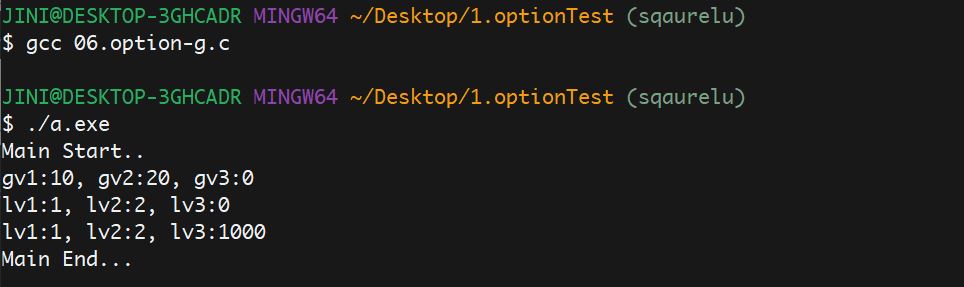 JINI@DESKTOP-3GHCADR MINGW64 ~/Desktop/1.optionTest (sqaurelu)
$ gcc 06.option-g.c
JINI@DESKTOP-3GHCADR MINGW64 ~/Desktop/1.optionTest (sqaurelu)
$ ./a.exe
Main Start..
gv1:10, gv2:20, gv3:0
lv1:1, lv2:2, lv3:0
lv1:1, lv2:2, lv3:1000
Main End...